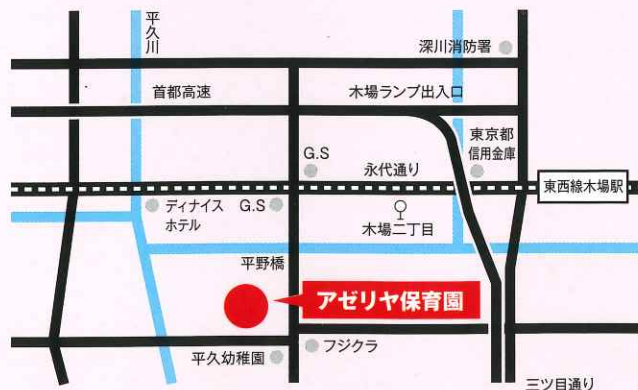 平久川
深川消防署
首都高速
木場ランプ出入口
東京都
信用金庫
G.S
永代通り
東西線木場駅
ディナイス
ホテル
G.S
木場二丁目
平野橋
アゼリヤ保育園
フジクラ
平久幼稚園
三ツ目通り